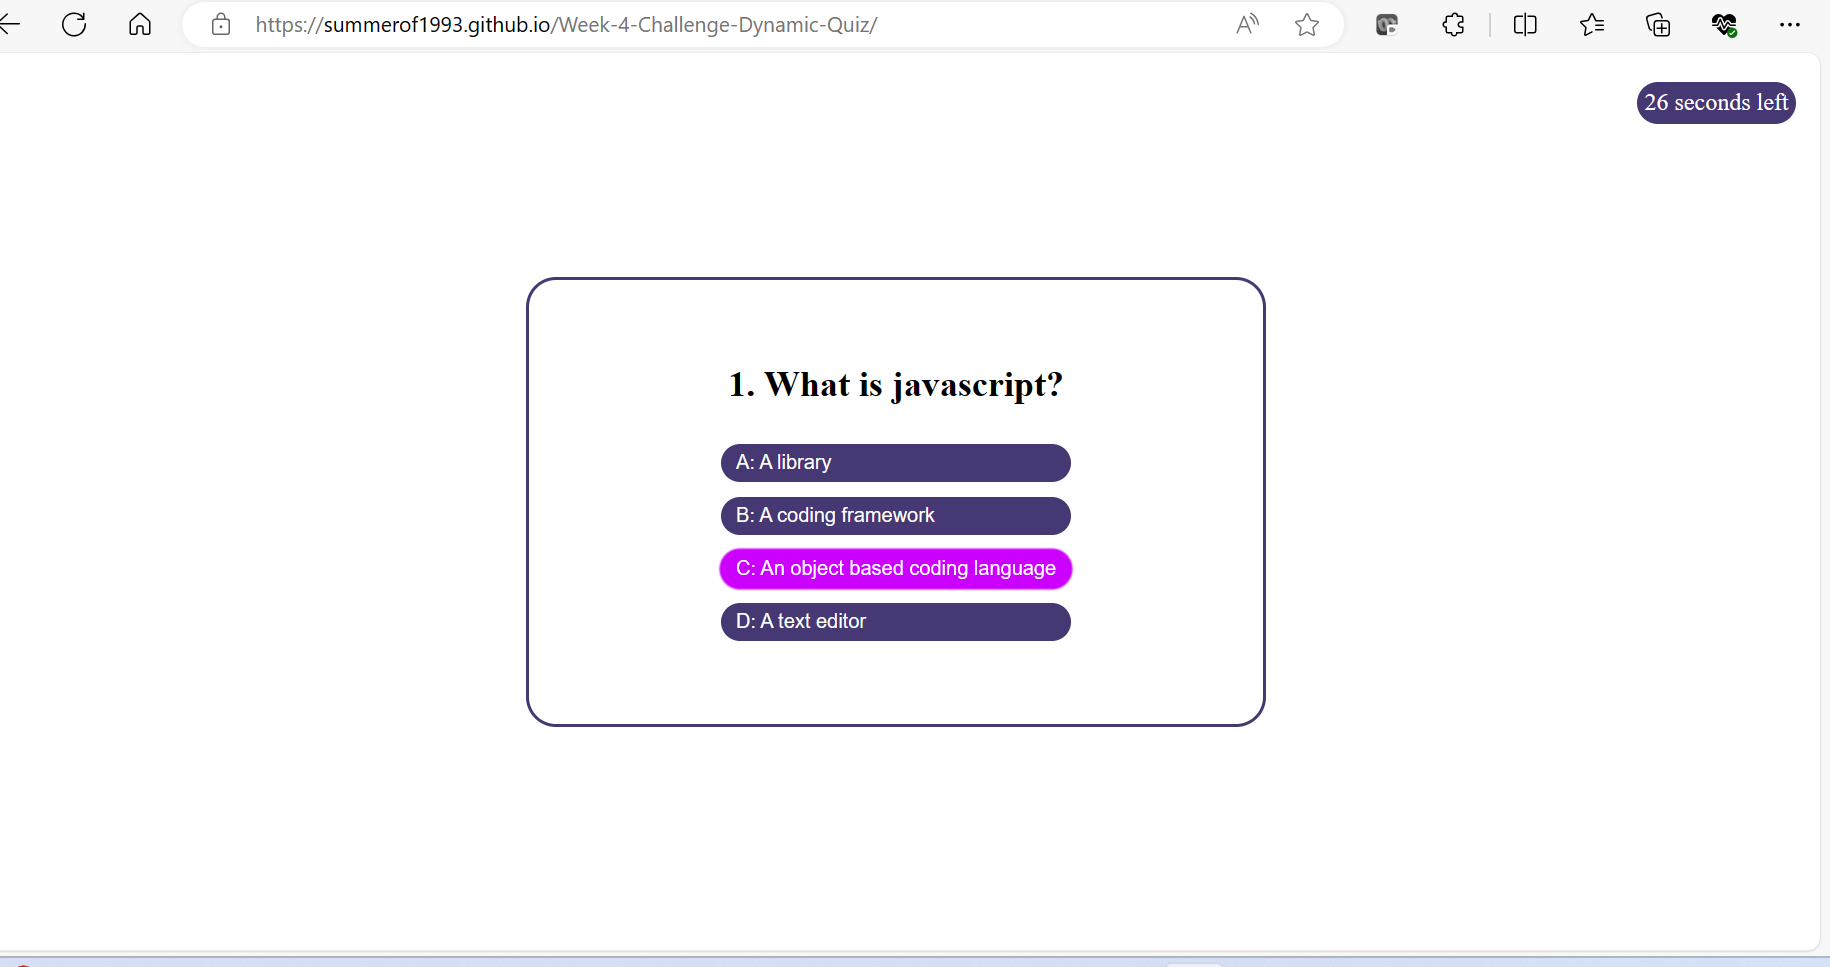 https://summerof1993.github.io/Week-4-Challenge-Dynamic-Quiz/
26 seconds left
1. What is javascript?
A: A library
B: A coding framework
C: An object based coding language
D: A text editor